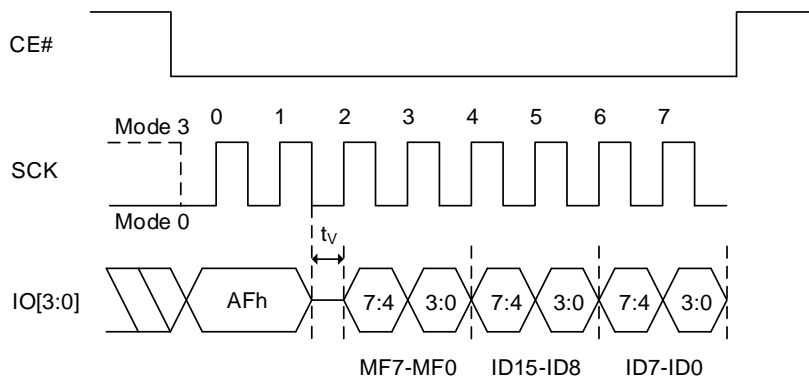 CE#
0 1 2 3 4 5 6 7
Mode 3
SCK
Mode 0
tV
IO[3:0] AFh 7:4 3:0 7:4 3:0 7:4 3:0
MF7-MF0 ID15-ID8 ID7-ID0